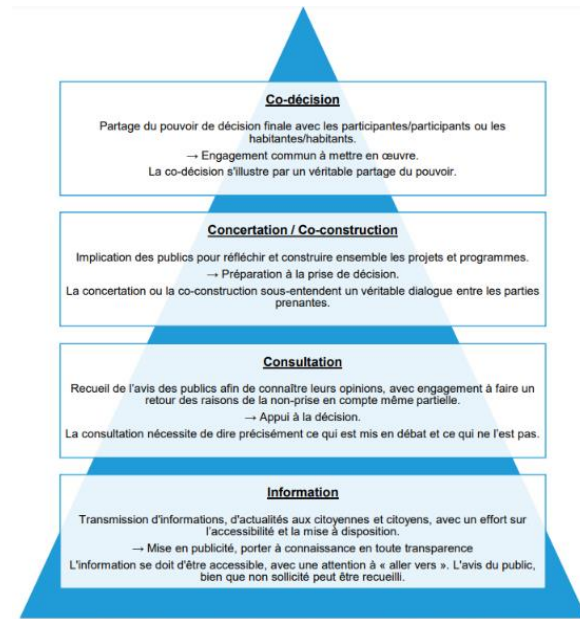 Co-décision
Partage du pouvoir de décision finale avec les participantes/participants ou les
habitantes/habitants.
→ Engagement commun à mettre en œuvre.
La co-décision s'illustre par un véritable partage du pouvoir.
Concertation / Co-construction
Implication des publics pour réfléchir et construire ensemble les projets et programmes.
→ Préparation à la prise de décision.
La concertation ou la co-construction sous-entendent un véritable dialogue entre les parties
prenantes.
Consultation
Recueil de l'avis des publics afin de connaître leurs opinions, avec engagement à faire un
retour des raisons de la non-prise en compte même partielle.
→ Appui à la décision.
La consultation nécessite de dire précisément ce qui est mis en débat et ce qui ne l'est pas.
Information
Transmission d'informations, d'actualités aux citoyennes et citoyens, avec un effort sur
l'accessibilité et la mise à disposition.
→ Mise en publicité, porter à connaissance en toute transparence
L'information se doit d'être accessible, avec une attention à « aller vers ». L'avis du public,
bien que non sollicité peut être recueilli.